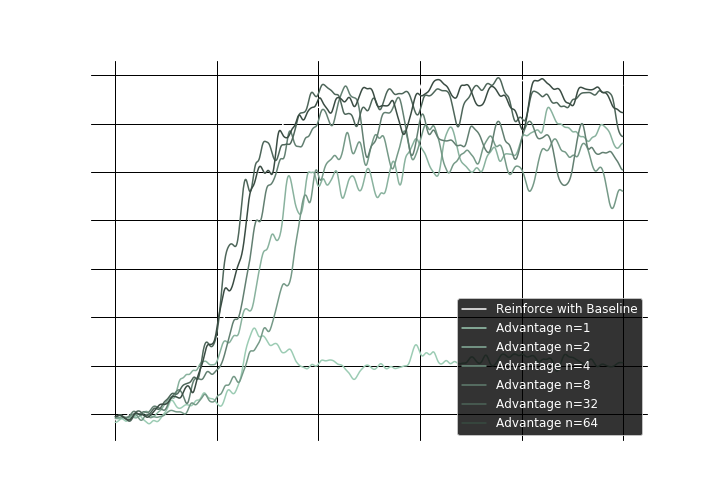 Reinforce with Baseline
Advantage n=1
Advantage n=2
Advantage n=4
Advantage n=8
Advantage n=32
Advantage n=64